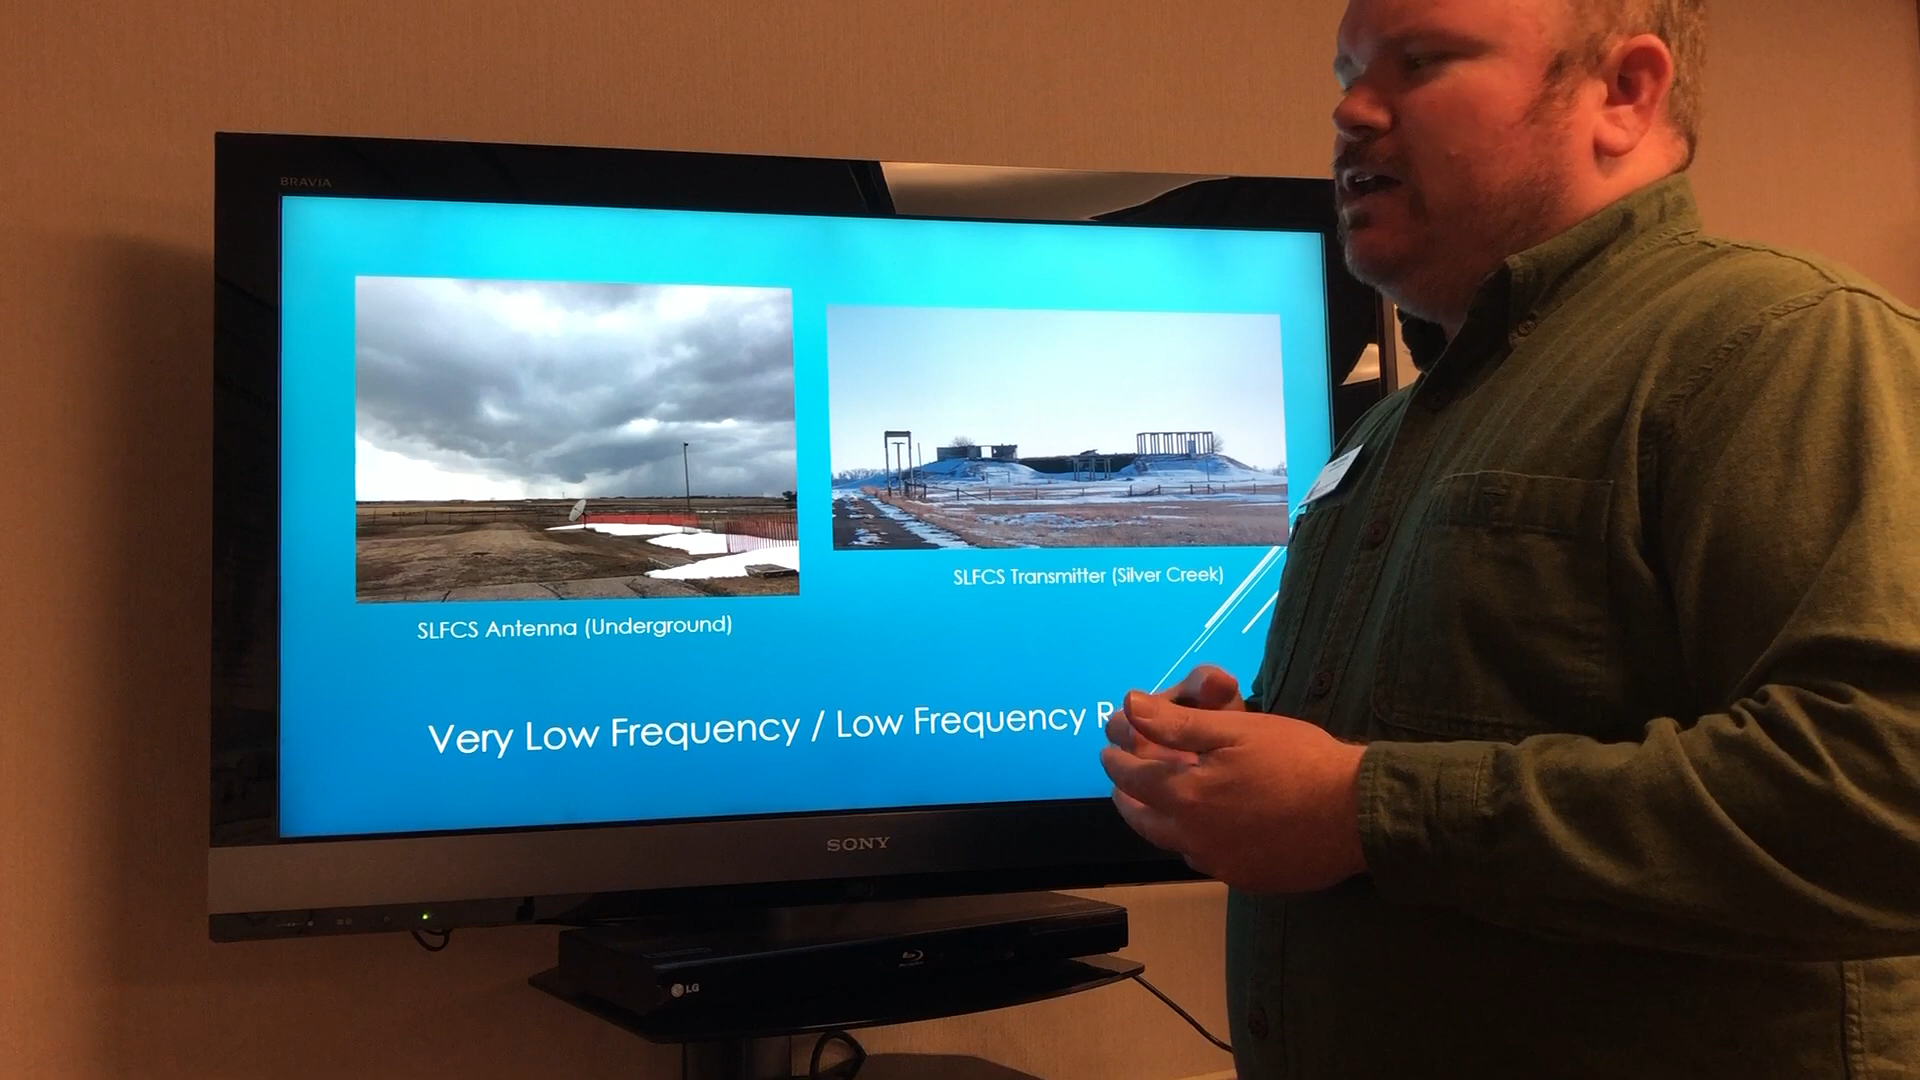 BRAVIA
SLFCS Transmitter (Silver Creek)
SLFCS Antenna (Underground)
Very Low Frequency / Low Frequency R
SONY
LG